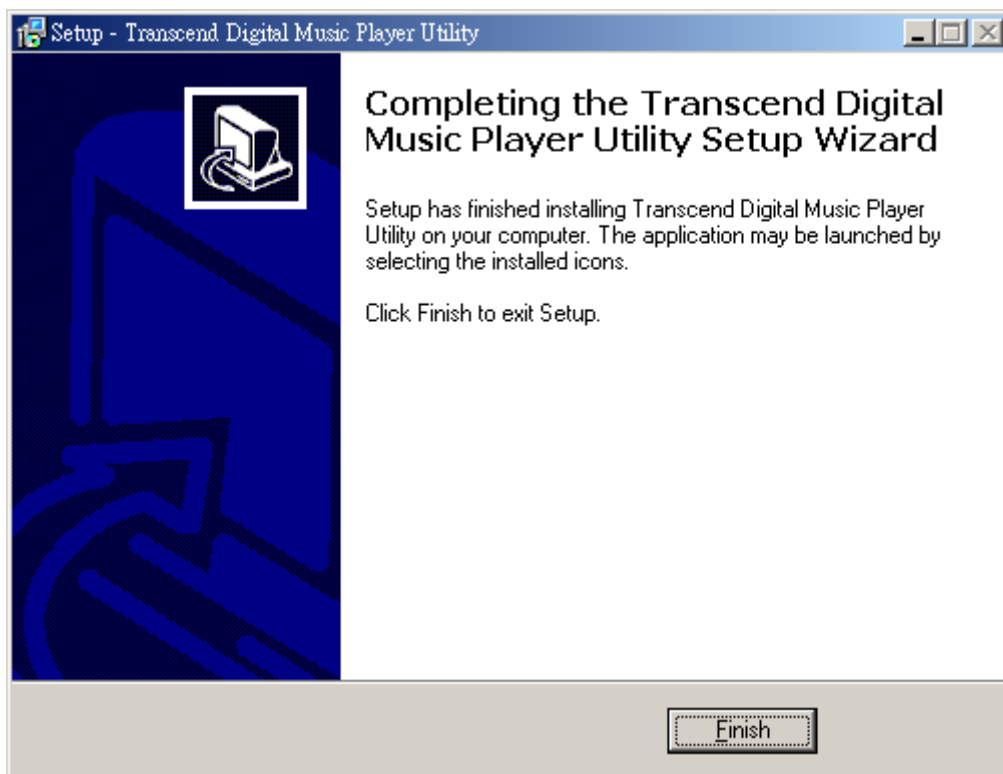 Setup - Transcend Digital Music Player Utility
Completing the Transcend Digital
Music Player Utility Setup Wizard
Setup has finished installing Transcend Digital Music Player
Utility on your computer. The application may be launched by
selecting the installed icons.
Click Finish to exit Setup.
Finish